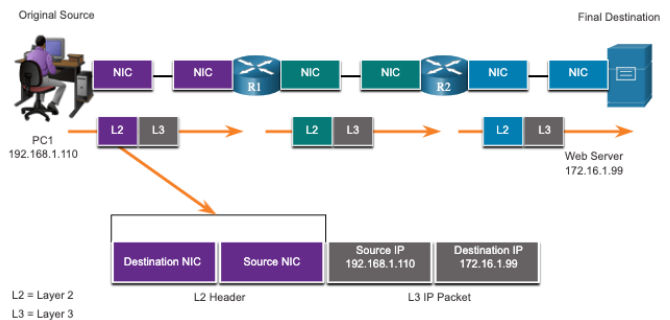 Original Source
Final Destination
NIC
NIC
R1
NIC
NIC
R2
NIC
NIC
L2
L3
L2
L3
L2
L3
PC1
192.168.1.110
Web Server
172.16.1.99
Destination NIC
Source NIC
Source IP
192.168.1.110
Destination IP
172.16.1.99
L2 = Layer 2
L2 Header
L3 IP Packet
L3 = Layer 3